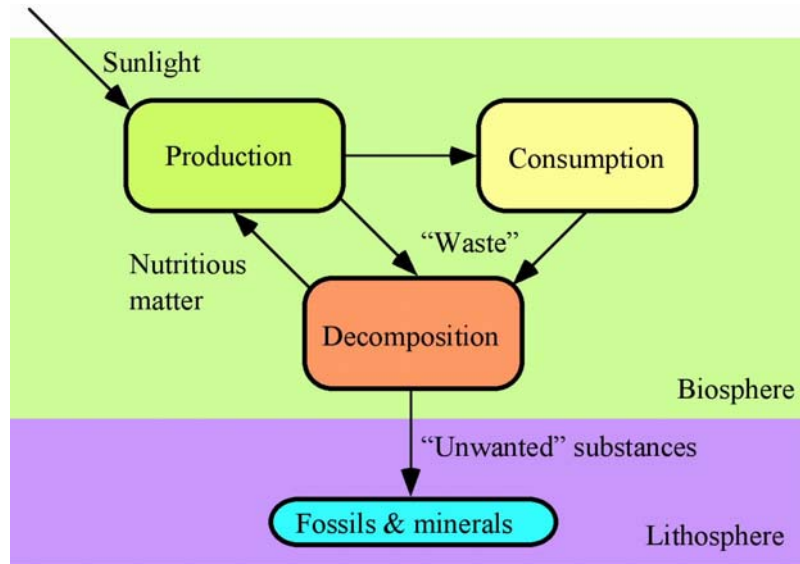 Sunlight
Production
Consumption
“Waste”
Nutritious
matter
Decomposition
Biosphere
“Unwanted” substances
Fossils & minerals
Lithosphere